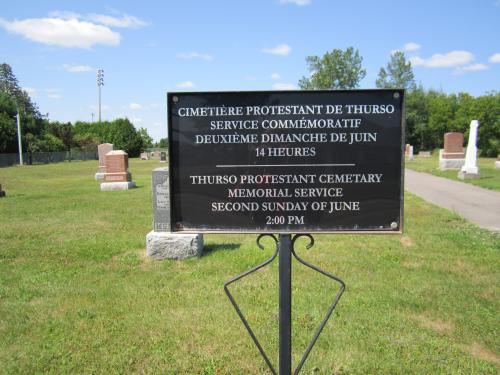 CIMETIÈRE PROTESTANT DE THURSO
SERVICE COMMÉMORATIF
DEUXIÈME DIMANCHE DE JUIN
14 HEURES
THURSO PROTESTANT CEMETARY
MEMORIAL SERVICE
SECOND SUNDAY OF JUNE
2:00 PM